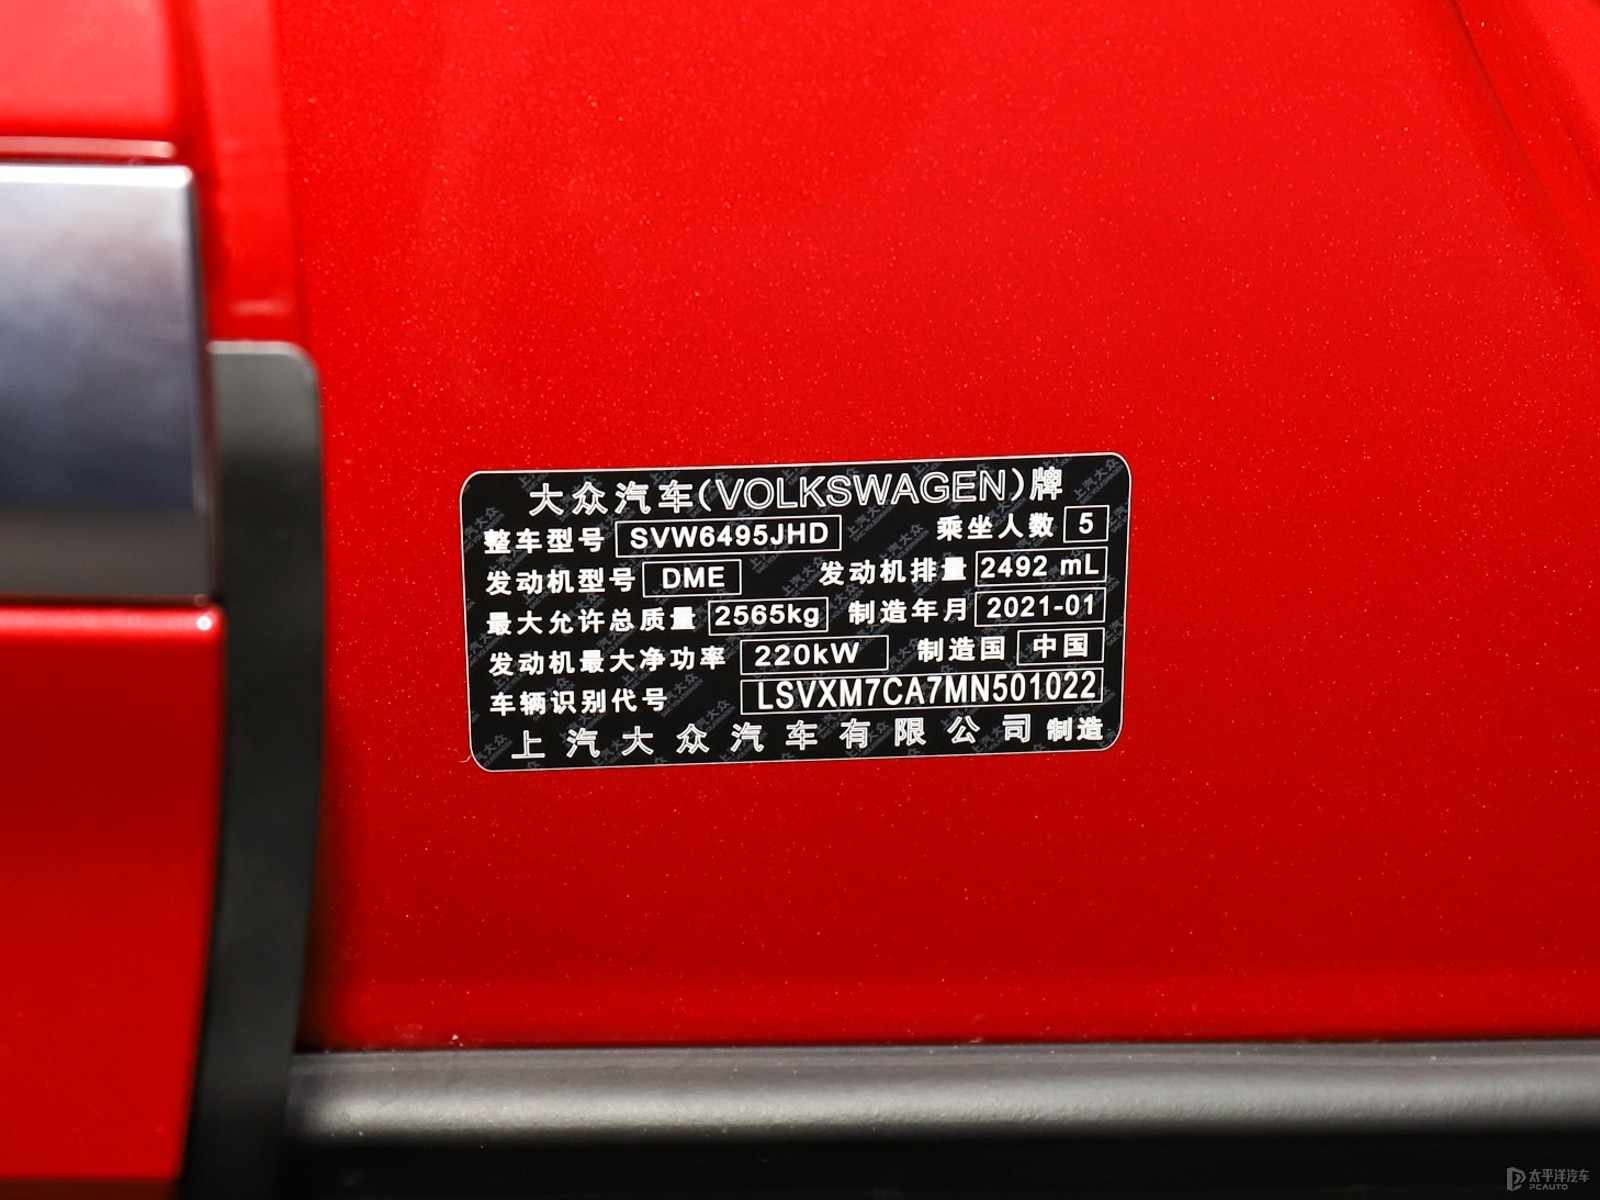 大众汽车(VOLKSWAGEN)牌
整车型号 SVW6495JHD 乘坐人数 5
发动机型号 DME 发动机排量 2492 mL
最大允许总质量 2565kg 制造年月 2021-01
发动机最大净功率 220kW 制造国 中国
车辆识别代号 LSVXM7CA7MN501022
上汽大众汽车有限公司 制造
太平洋汽车
PCAUTO